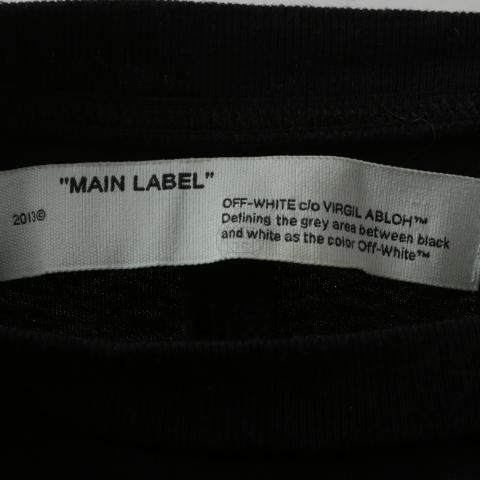 "MAIN LABEL"
2013©
OFF-WHITE c/o VIRGIL ABLOH™
Defining the grey area between black
and white as the color Off-White™